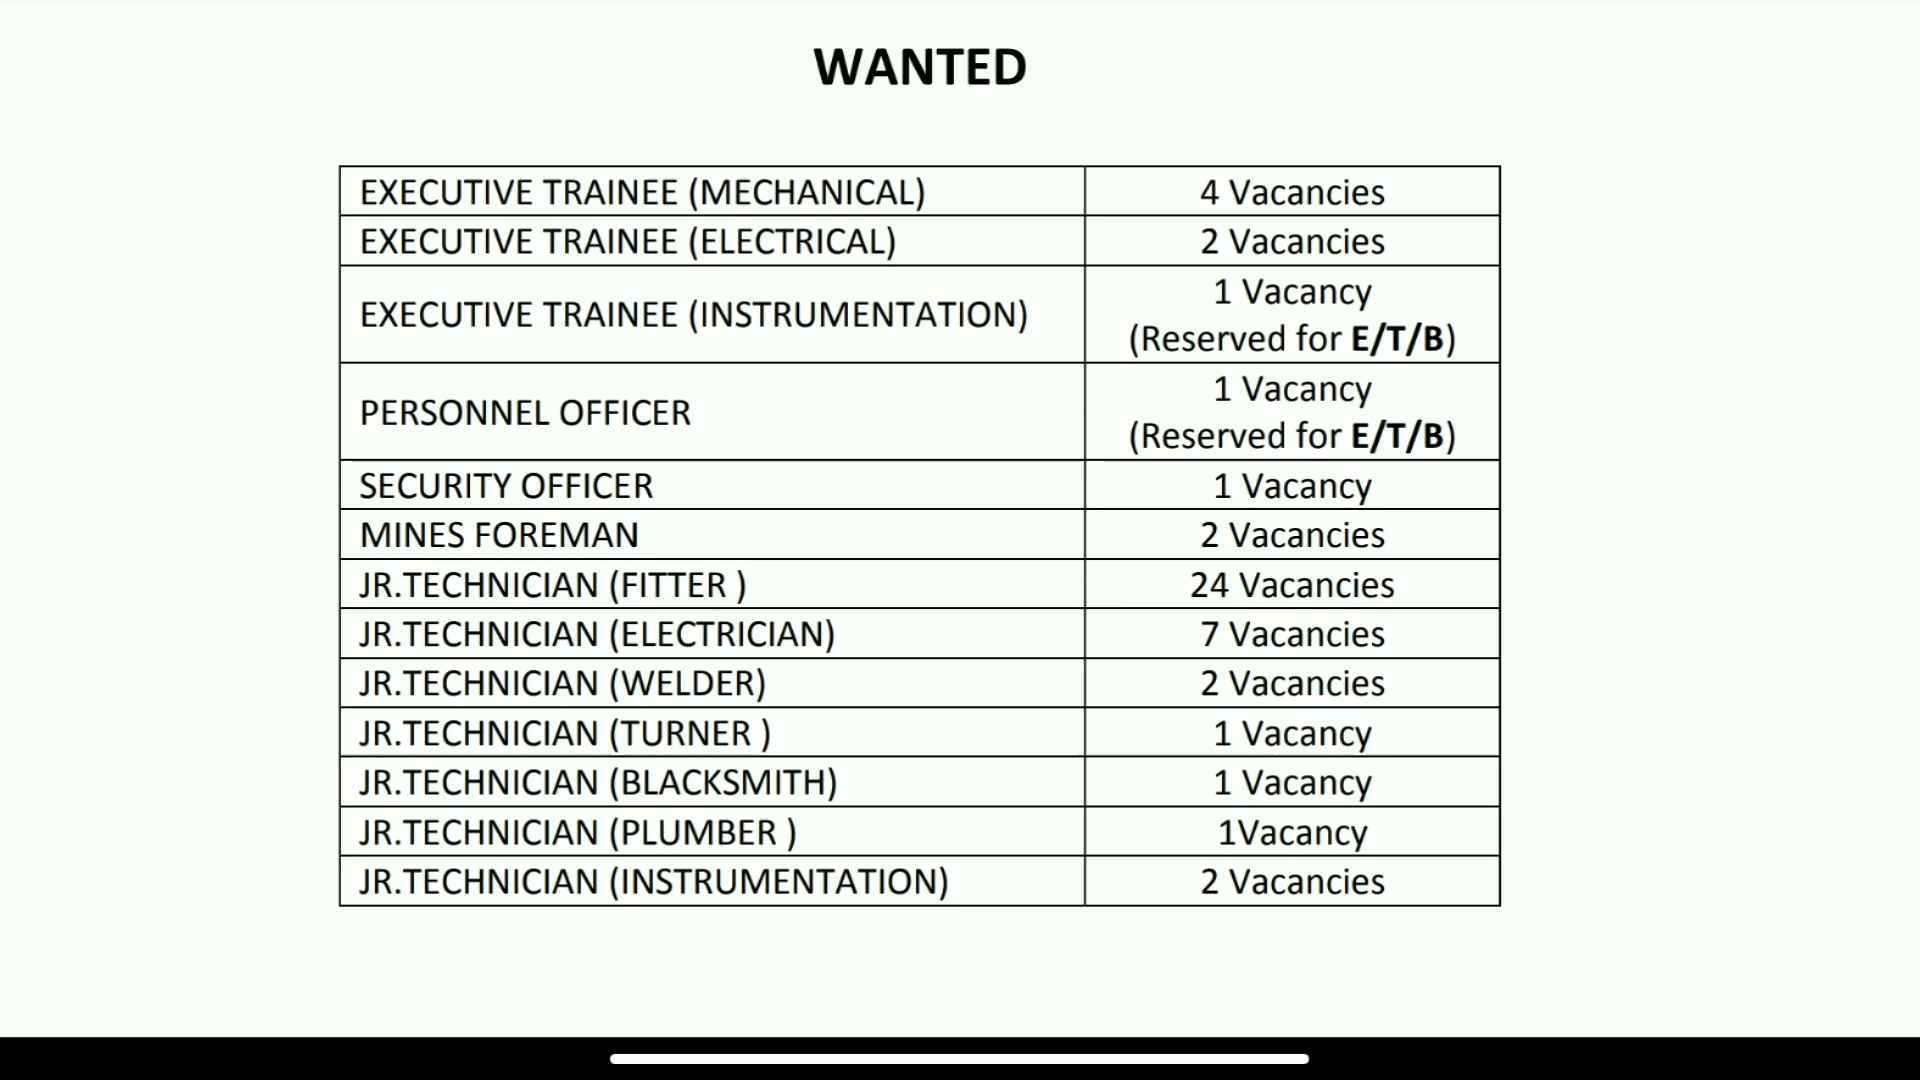 WANTED
EXECUTIVE TRAINEE (MECHANICAL) 4 Vacancies
EXECUTIVE TRAINEE (ELECTRICAL) 2 Vacancies
EXECUTIVE TRAINEE (INSTRUMENTATION) 1 Vacancy
(Reserved for E/T/B)
PERSONNEL OFFICER 1 Vacancy
(Reserved for E/T/B)
SECURITY OFFICER 1 Vacancy
MINES FOREMAN 2 Vacancies
JR.TECHNICIAN (FITTER ) 24 Vacancies
JR.TECHNICIAN (ELECTRICIAN) 7 Vacancies
JR.TECHNICIAN (WELDER) 2 Vacancies
JR.TECHNICIAN (TURNER ) 1 Vacancy
JR.TECHNICIAN (BLACKSMITH) 1 Vacancy
JR.TECHNICIAN (PLUMBER ) 1Vacancy
JR.TECHNICIAN (INSTRUMENTATION) 2 Vacancies